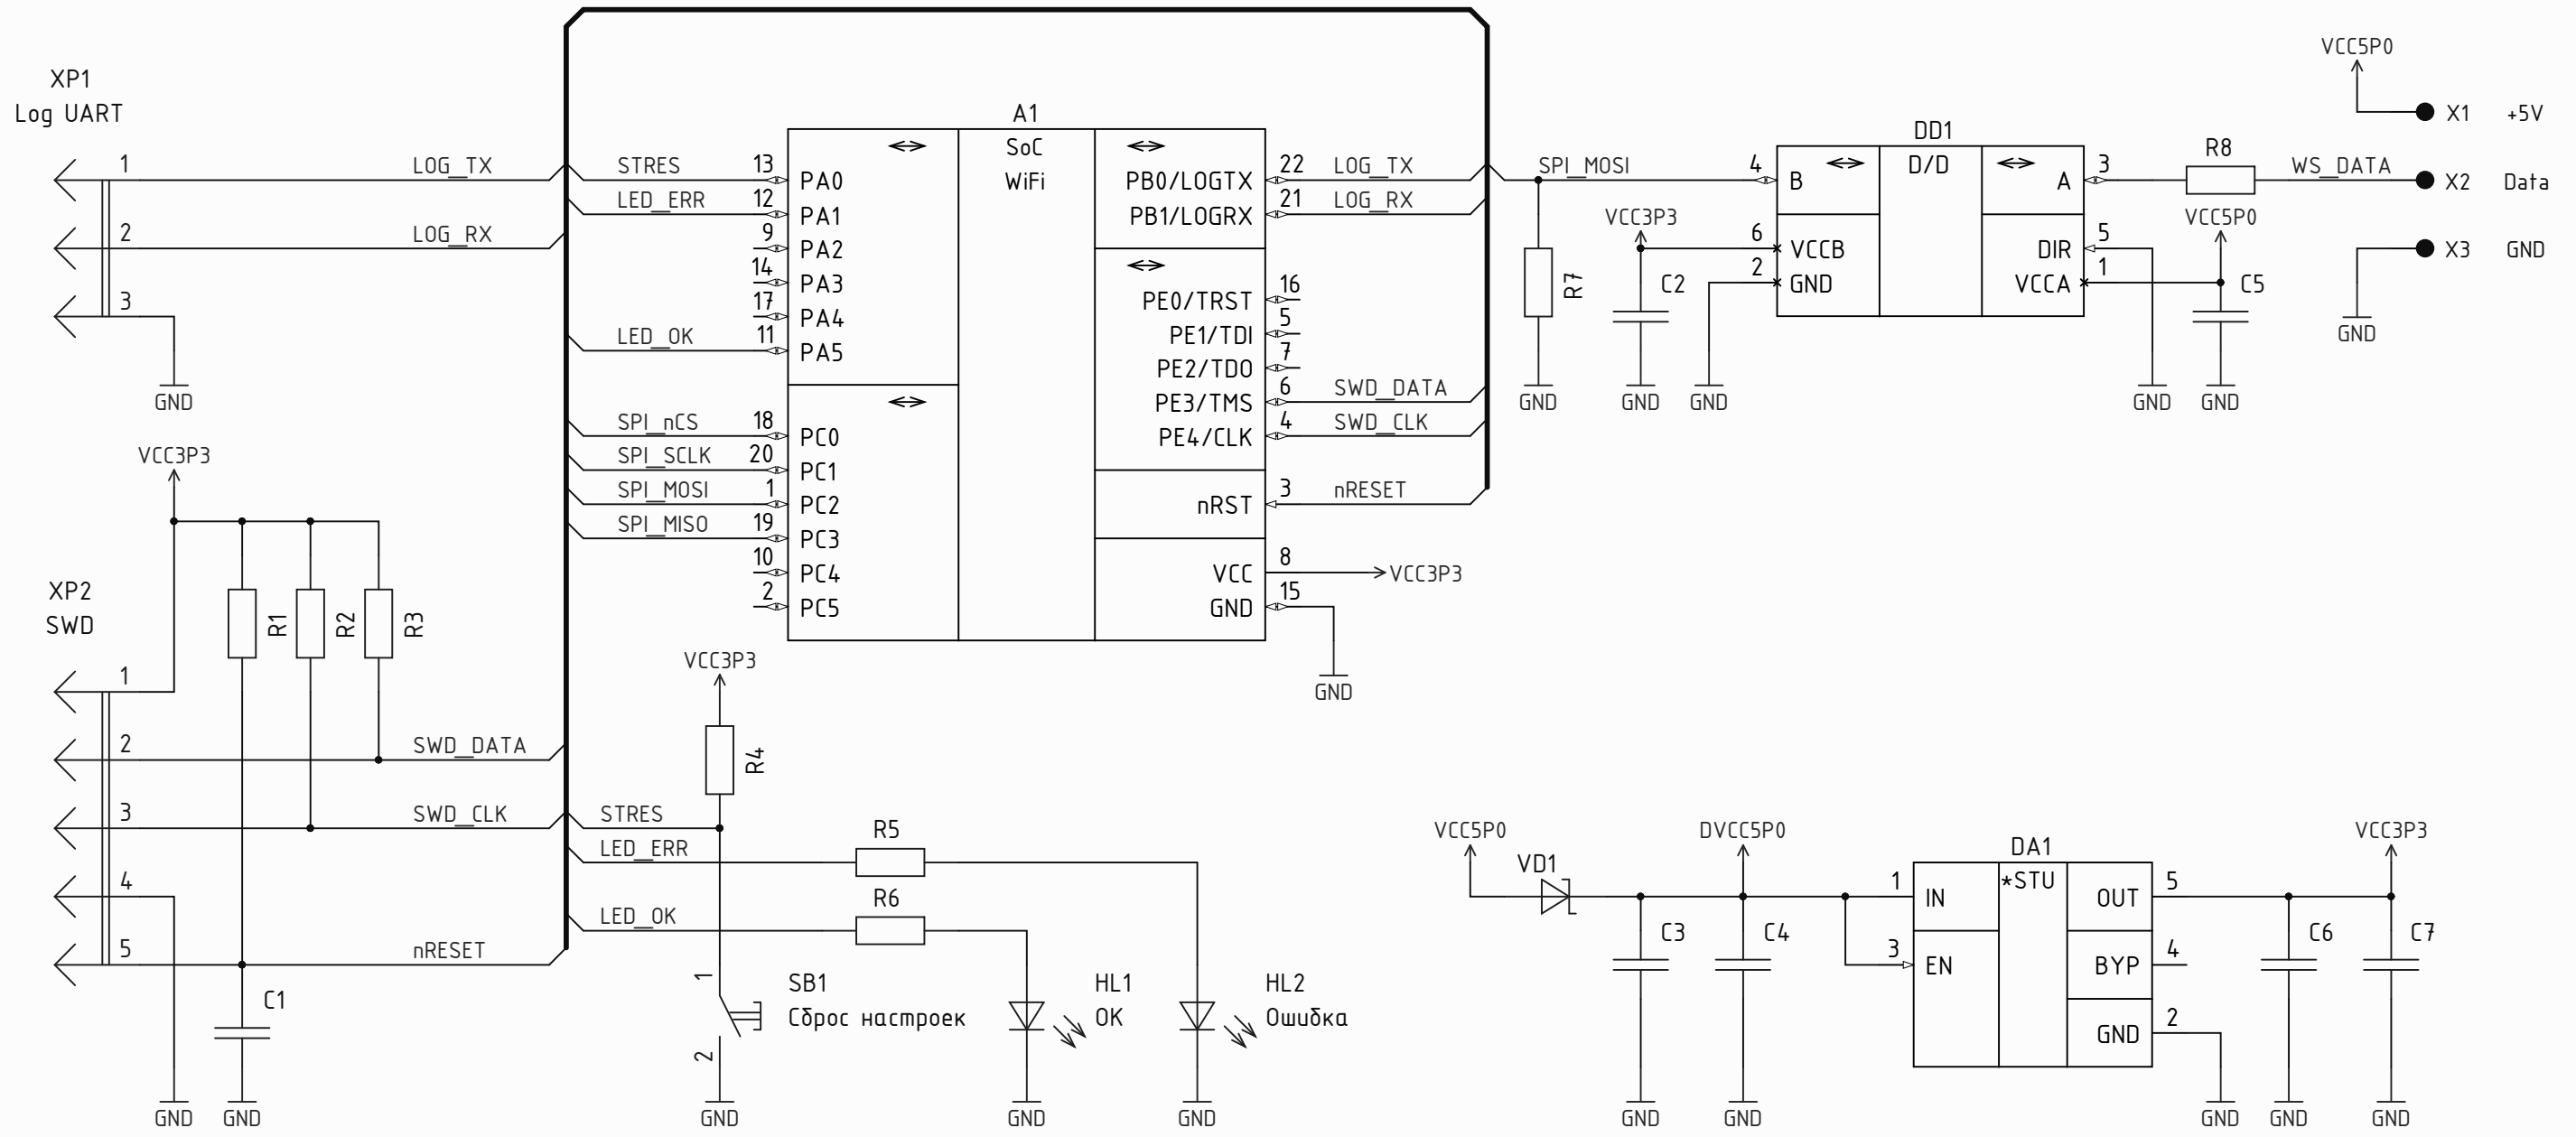 XP1
Log UART
1
LOG_TX
2
LOG_RX
3
GND
VCC3P3
R1
R2
R3
XP2
SWD
1
2
SWD_DATA
3
SWD_CLK
4
5
nRESET
C1
GND
GND
A1
SoC
WiFi
STRES
13
PA0
LED_ERR
12
PA1
9
PA2
14
PA3
17
PA4
LED_OK
11
PA5
SPI_nCS
18
PC0
SPI_SCLK
20
PC1
SPI_MOSI
1
PC2
SPI_MISO
19
PC3
10
PC4
2
PC5
PB0/LOGTX
22
LOG_TX
PB1/LOGRX
21
LOG_RX
PE0/TRST
16
PE1/TDI
5
PE2/TDO
7
PE3/TMS
6
SWD_DATA
PE4/CLK
4
SWD_CLK
nRST
3
nRESET
VCC
8
VCC3P3
GND
15
GND
VCC3P3
R4
STRES
LED_ERR
R5
LED_OK
R6
1
SB1
Сброс настроек
2
GND
HL1
OK
GND
HL2
Ошибка
GND
SPI_MOSI
R7
GND
VCC3P3
C2
GND
GND
DD1
D/D
4
B
6
VCCB
2
GND
A
3
DIR
5
VCCA
1
R8
WS_DATA
VCC5P0
C5
GND
GND
VCC5P0
X1 +5V
X2 Data
X3 GND
GND
VCC5P0
VD1
DVCC5P0
C3
C4
GND
GND
DA1
*STU
1
IN
3
EN
OUT
5
BYP
4
GND
2
VCC3P3
C6
C7
GND
GND
GND